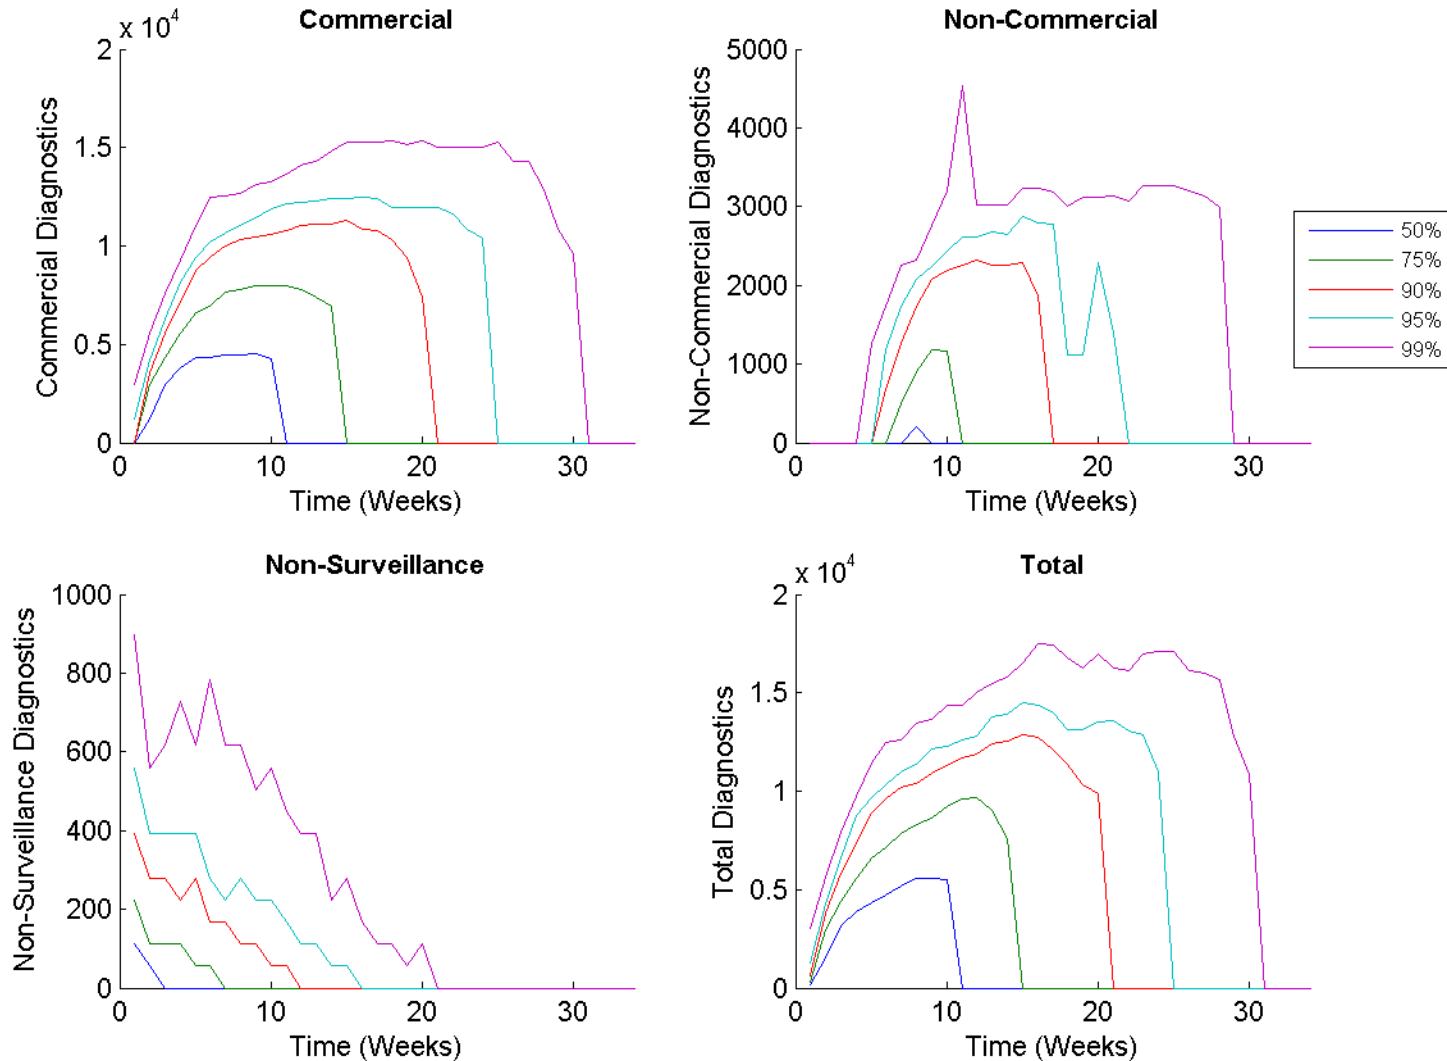 Commercial
x 10^4
2
1.5
1
0.5
0
0 10 20 30
Commercial Diagnostics
Time (Weeks)
Non-Commercial
5000
4000
3000
2000
1000
0
0 10 20 30
Non-Commercial Diagnostics
Time (Weeks)
50%
75%
90%
95%
99%
Non-Surveillance
1000
800
600
400
200
0
0 10 20 30
Non-Surveillance Diagnostics
Time (Weeks)
Total
x 10^4
2
1.5
1
0.5
0
0 10 20 30
Total Diagnostics
Time (Weeks)